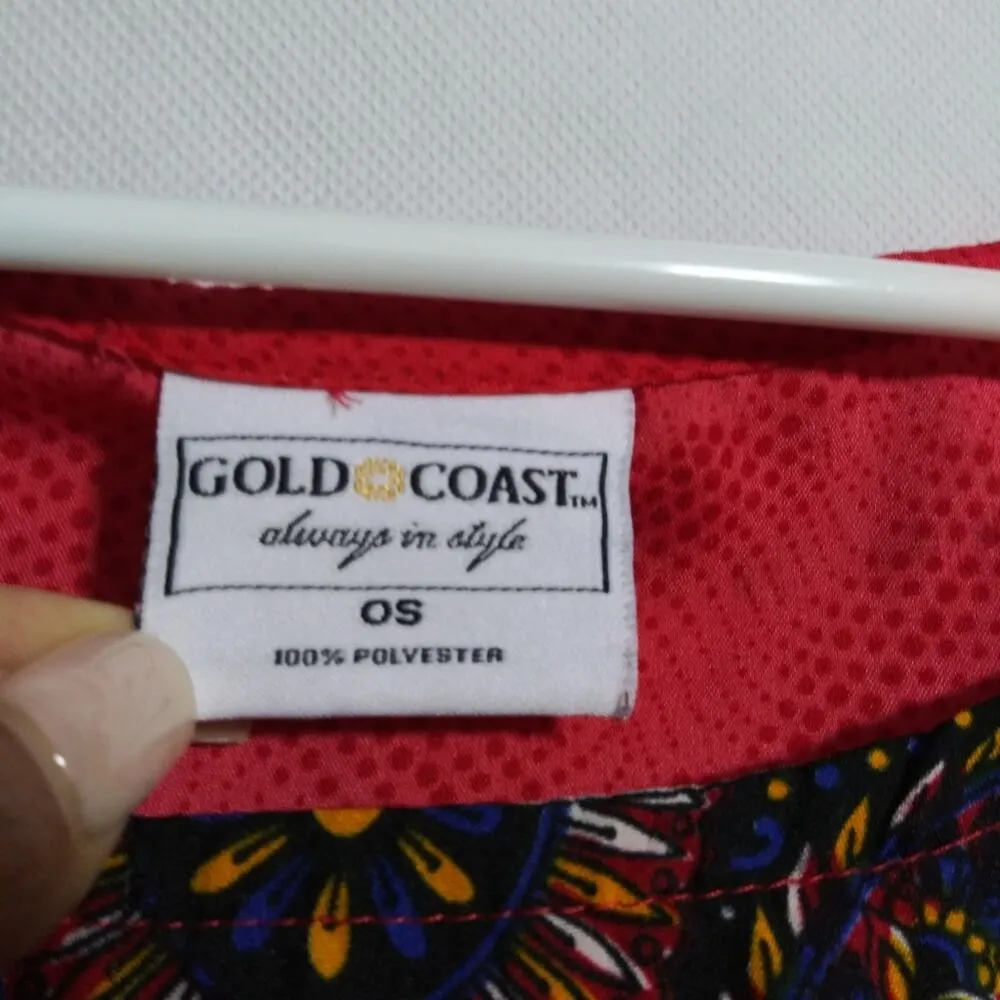 GOLD COAST™
always in style
OS
100% POLYESTER